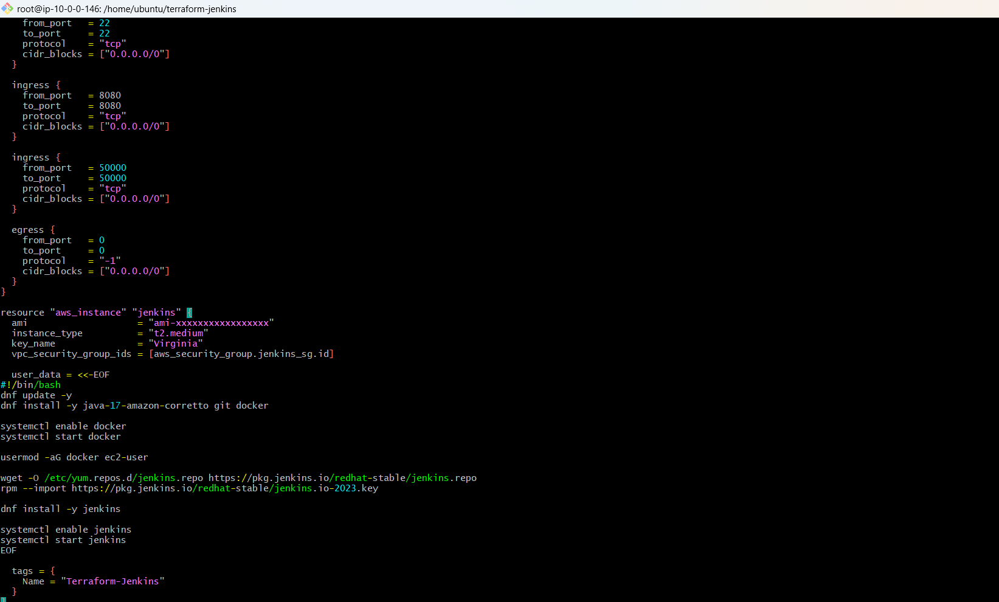 root@ip-10-0-0-146: /home/ubuntu/terraform-jenkins
    from_port   = 22
    to_port     = 22
    protocol    = "tcp"
    cidr_blocks = ["0.0.0.0/0"]
  }

  ingress {
    from_port   = 8080
    to_port     = 8080
    protocol    = "tcp"
    cidr_blocks = ["0.0.0.0/0"]
  }

  ingress {
    from_port   = 50000
    to_port     = 50000
    protocol    = "tcp"
    cidr_blocks = ["0.0.0.0/0"]
  }

  egress {
    from_port   = 0
    to_port     = 0
    protocol    = "-1"
    cidr_blocks = ["0.0.0.0/0"]
  }
}

resource "aws_instance" "jenkins" {
  ami                    = "ami-xxxxxxxxxxxxxxxxx"
  instance_type          = "t2.medium"
  key_name               = "Virginia"
  vpc_security_group_ids = [aws_security_group.jenkins_sg.id]

  user_data = <<-EOF
#!/bin/bash
dnf update -y
dnf install -y java-17-amazon-corretto git docker

systemctl enable docker
systemctl start docker

usermod -aG docker ec2-user

wget -O /etc/yum.repos.d/jenkins.repo https://pkg.jenkins.io/redhat-stable/jenkins.repo
rpm --import https://pkg.jenkins.io/redhat-stable/jenkins.io-2023.key

dnf install -y jenkins

systemctl enable jenkins
systemctl start jenkins
EOF

  tags = {
    Name = "Terraform-Jenkins"
  }
}